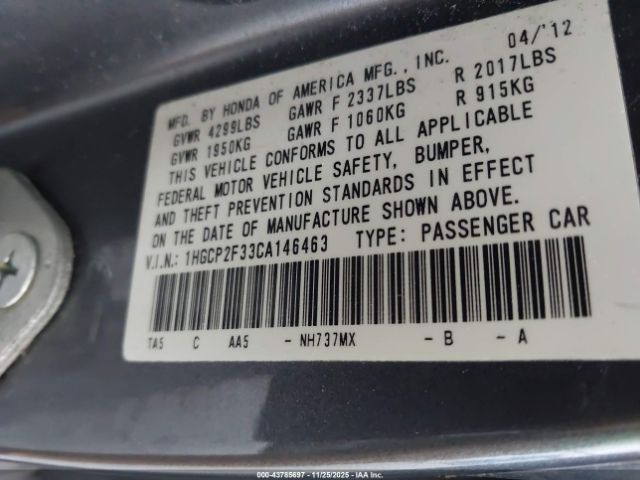 MFD. BY HONDA OF AMERICA MFG., INC. 04/'12
GVWR 4299LBS GAWR F 2337LBS R 2017LBS
GVWR 1950KG GAWR F 1060KG R 915KG
THIS VEHICLE CONFORMS TO ALL APPLICABLE
FEDERAL MOTOR VEHICLE SAFETY, BUMPER,
AND THEFT PREVENTION STANDARDS IN EFFECT
ON THE DATE OF MANUFACTURE SHOWN ABOVE.
V.I.N.: 1HGCP2F33CA146463 TYPE: PASSENGER CAR
TA5 C AA5 - NH737MX - B - A
00-43785697 - 11/25/2025 - IAA Inc.